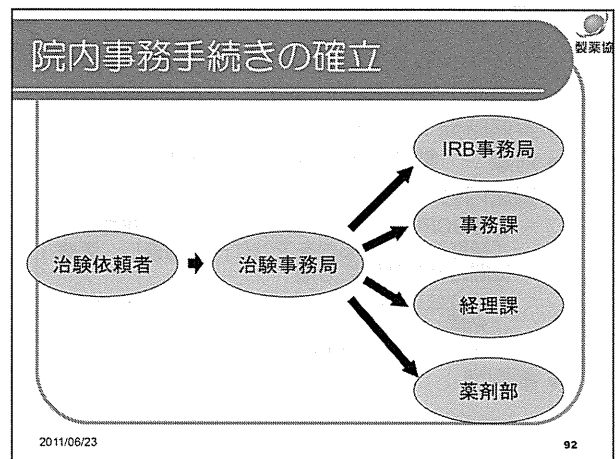 院内事務手続きの確立
製薬協
IRB事務局
事務課
治験依頼者
治験事務局
経理課
薬剤部
2011/06/23
92